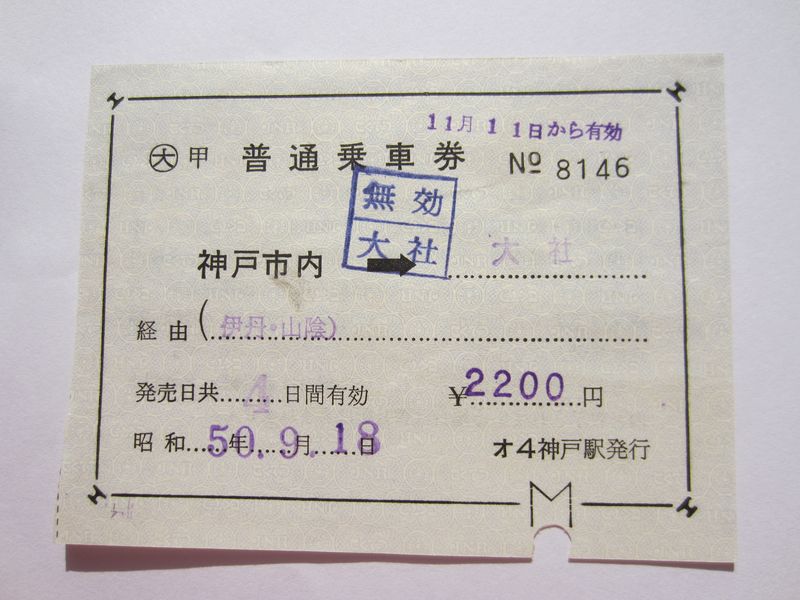 11月11日から有効
㊅甲 普通乗車券 №8146
無効
大社
神戸市内 ➡ 大社
経由(伊丹・山陰)
発売日共 4 日間有効 ¥2200円
昭和50年9.月18日 オ4神戸駅発行